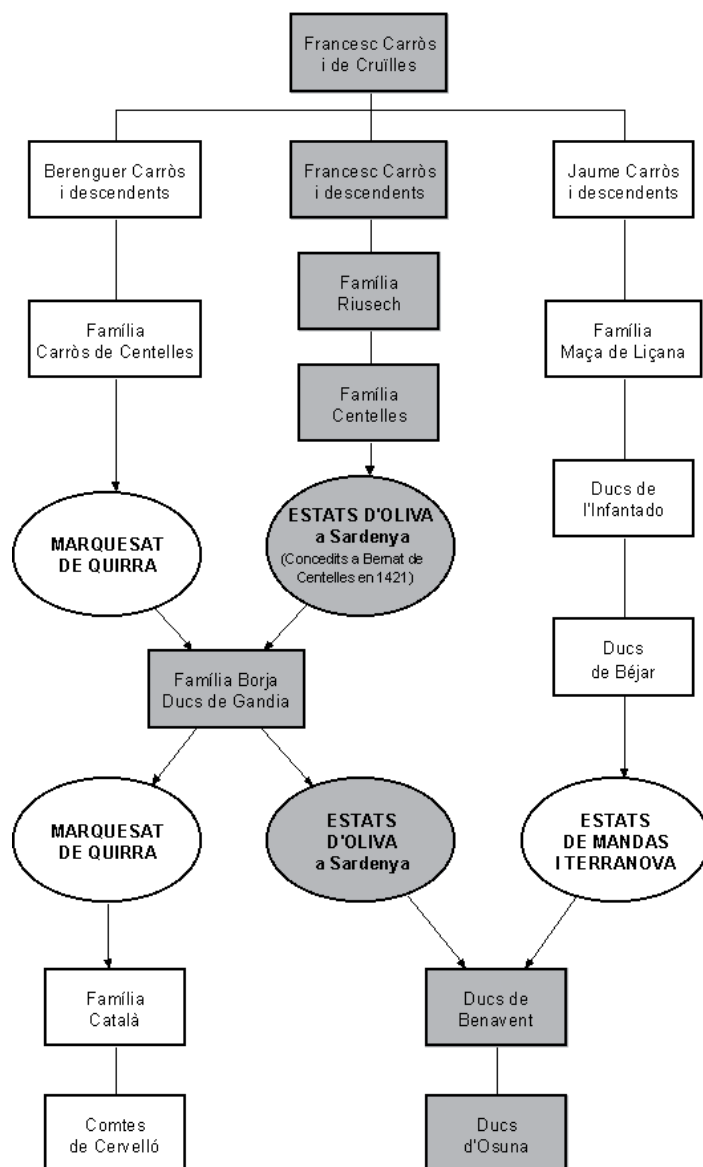 Francesc Carròs
i de Cruïlles
Berenguer Carròs
i descendents
Francesc Carròs
i descendents
Jaume Carròs
i descendents
Família
Riusech
Família
Carròs de Centelles
Família
Maça de Liçana
Família
Centelles
Ducs de
l'Infantado
MARQUESAT
DE QUIRRA
ESTATS D'OLIVA
a Sardenya
(Concedits a Bernat de
Centelles en 1421)
Ducs
de Béjar
Família Borja
Ducs de Gandia
MARQUESAT
DE QUIRRA
ESTATS
D'OLIVA
a Sardenya
ESTATS
DE MANDAS
I TERRANOVA
Família
Català
Ducs de
Benavent
Comtes
de Cervelló
Ducs
d'Osuna